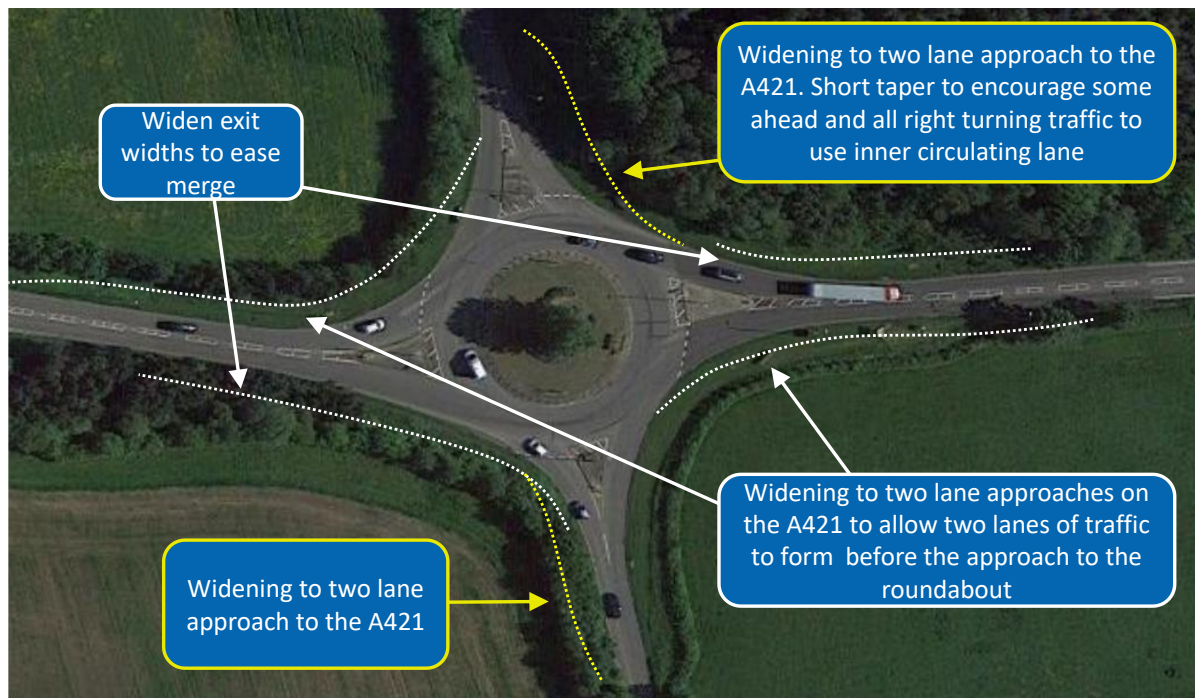 Widening to two lane approach to the
A421. Short taper to encourage some
ahead and all right turning traffic to
use inner circulating lane
Widen exit
widths to ease
merge
Widening to two lane approaches on
the A421 to allow two lanes of traffic
to form  before the approach to the
roundabout
Widening to two lane
approach to the A421